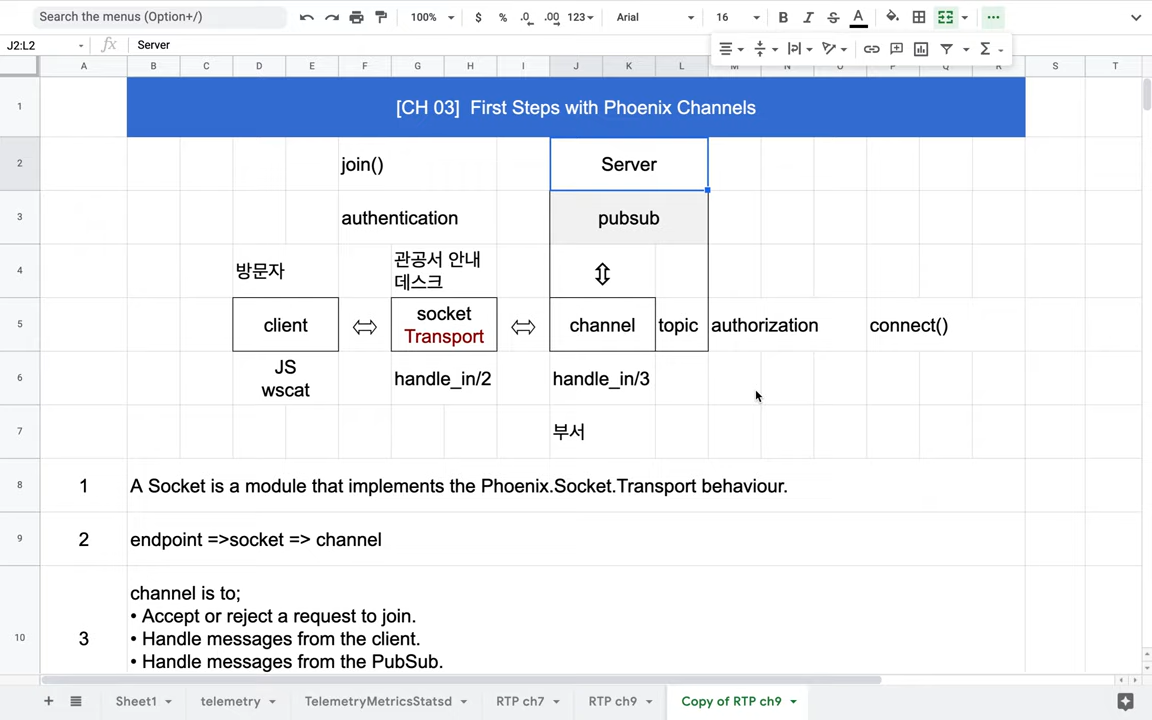 Search the menus (Option+/)
100%
$
%
.0
.00
123
Arial
16
B
I
S
A
J2:L2
fx
Server
Σ
A
B
C
D
E
F
G
H
I
J
K
L
M
N
O
P
Q
R
S
T
1
[CH 03]  First Steps with Phoenix Channels
2
join()
Server
3
authentication
pubsub
4
방문자
관공서 안내
데스크
⇕
5
client
⇔
socket
Transport
⇔
channel
topic
authorization
connect()
6
JS
wscat
handle_in/2
handle_in/3
7
부서
8
1
A Socket is a module that implements the Phoenix.Socket.Transport behaviour.
9
2
endpoint =>socket => channel
10
3
channel is to;
• Accept or reject a request to join.
• Handle messages from the client.
• Handle messages from the PubSub.
Sheet1
telemetry
TelemetryMetricsStatsd
RTP ch7
RTP ch9
Copy of RTP ch9